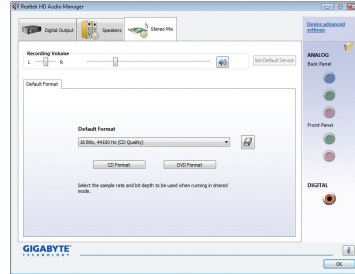 Realtek HD Audio Manager
Digital Output
Speakers
Stereo Mix
Device advanced
settings
Recording Volume
L
R
Set Default Device
ANALOG
Back Panel
Default Format
Default Format
16 Bits, 44100 Hz (CD Quality)
CD Format
DVD Format
Select the sample rate and bit depth to be used when running in shared
mode.
Front Panel
DIGITAL
GIGABYTE
TECHNOLOGY
i
OK